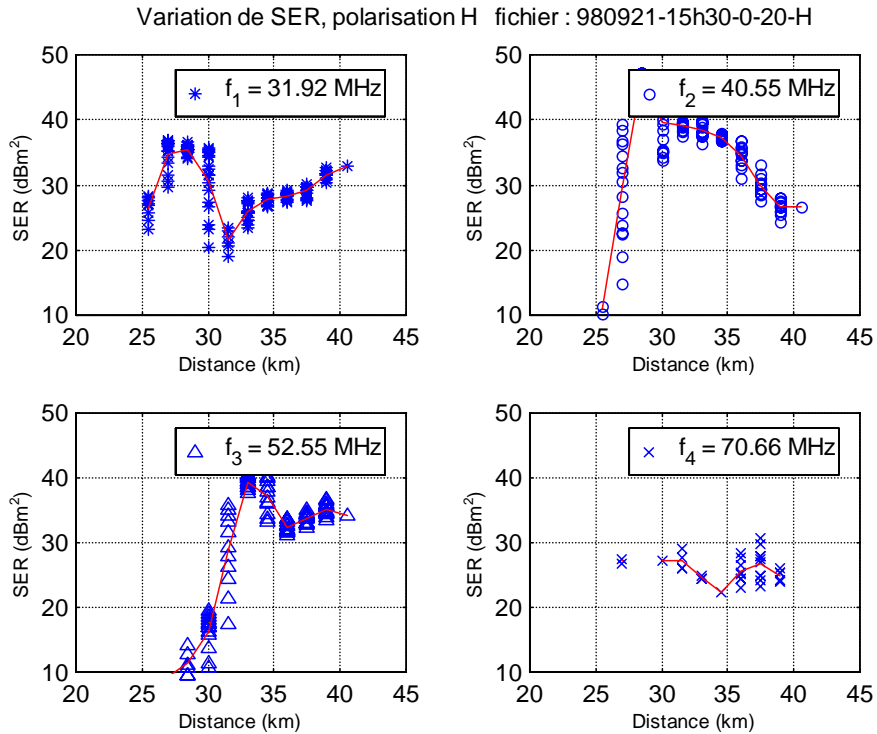 Variation de SER, polarisation H fichier : 980921-15h30-0-20-H
f1 = 31.92 MHz
50
40
30
20
10
SER (dBm²)
20 25 30 35 40 45
Distance (km)
f2 = 40.55 MHz
50
40
30
20
10
SER (dBm²)
20 25 30 35 40 45
Distance (km)
f3 = 52.55 MHz
50
40
30
20
10
SER (dBm²)
20 25 30 35 40 45
Distance (km)
f4 = 70.66 MHz
50
40
30
20
10
SER (dBm²)
20 25 30 35 40 45
Distance (km)